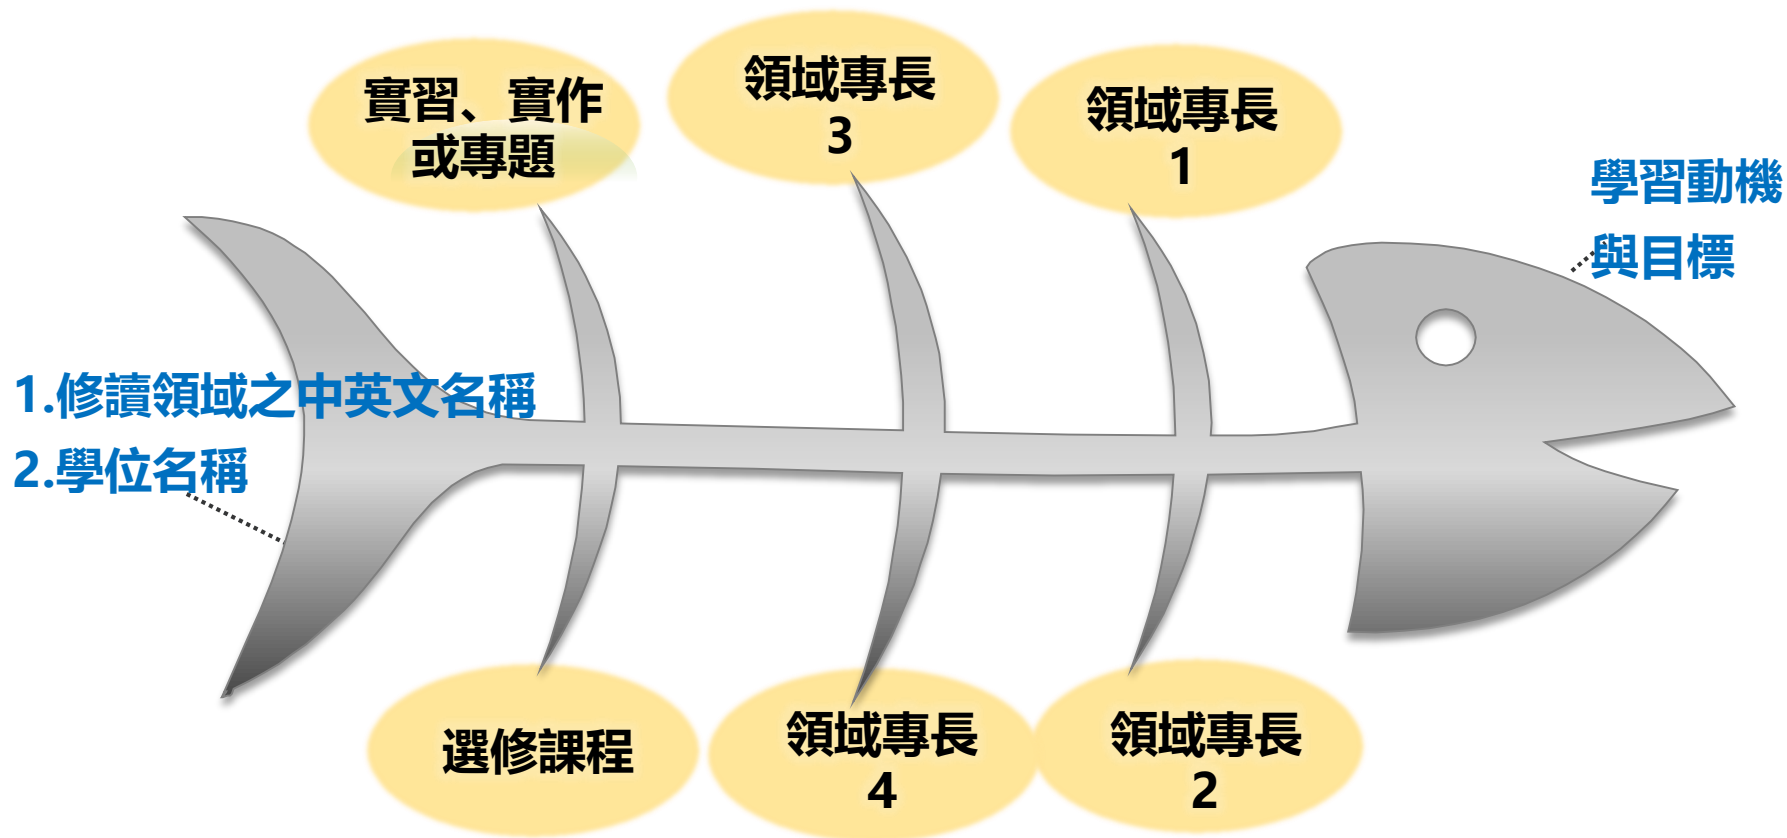 實習、實作
或專題
領域專長
3
領域專長
1
學習動機
與目標
1.修讀領域之中英文名稱
2.學位名稱
選修課程
領域專長
4
領域專長
2